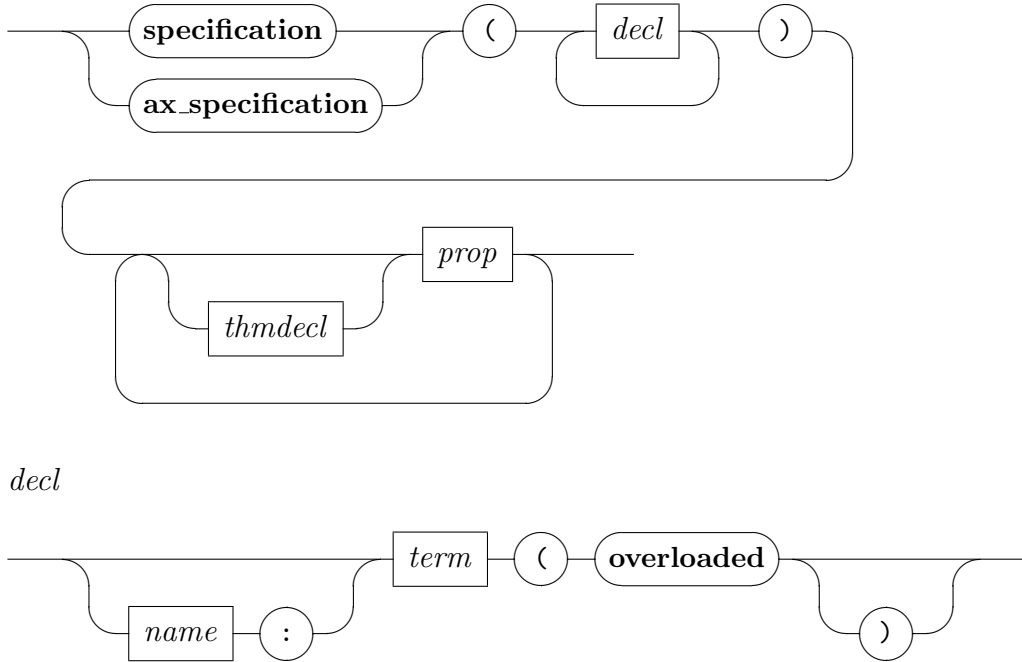 specification ( decl )
ax_specification
prop
thmdecl
decl
term ( overloaded
name : )